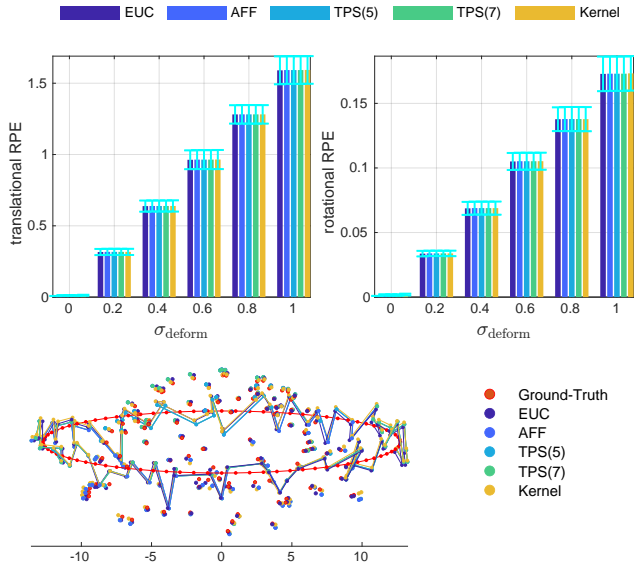 EUC AFF TPS(5) TPS(7) Kernel
translational RPE
1.5
1
0.5
0
0 0.2 0.4 0.6 0.8 1
σdeform
rotational RPE
0.15
0.1
0.05
0
0 0.2 0.4 0.6 0.8 1
σdeform
Ground-Truth
EUC
AFF
TPS(5)
TPS(7)
Kernel
-10 -5 0 5 10